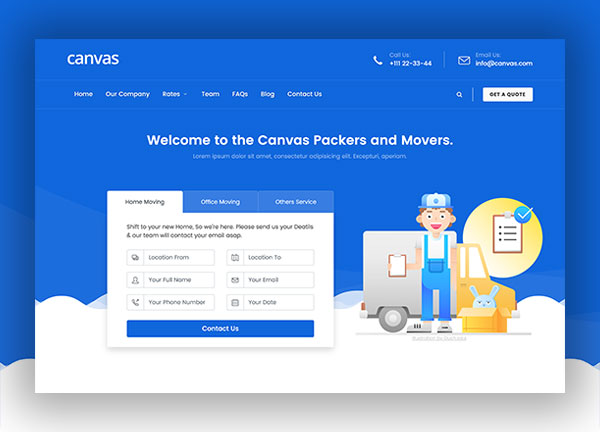 canvas
Call Us:
+111 22-33-44
Email Us:
info@canvas.com
Home Our Company Rates Team FAQs Blog Contact Us
GET A QUOTE
Welcome to the Canvas Packers and Movers.
Lorem ipsum dolor sit amet, consectetur adipisicing elit. Excepturi, aperiam.
Home Moving Office Moving Others Service
Shift to your new Home, So we're here. Please send us your Deatils
& our team will contact your email asap.
Location From Location To
Your Full Name Your Email
Your Phone Number Your Date
Contact Us